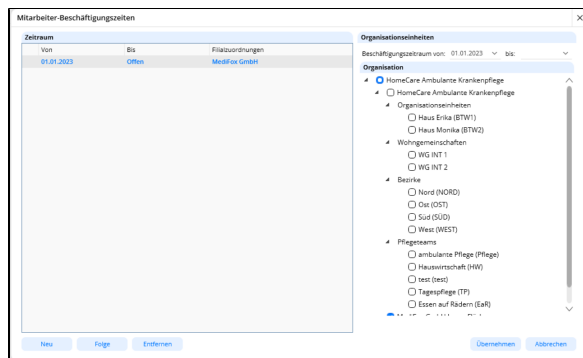 Mitarbeiter-Beschäftigungszeiten
Zeitraum
Von Bis Filialzuordnungen
01.01.2023 Offen MediFox GmbH
Organisationseinheiten
Beschäftigungszeitraum von: 01.01.2023 bis:
Organisation
HomeCare Ambulante Krankenpflege
HomeCare Ambulante Krankenpflege
Organisationseinheiten
Haus Erika (BTW1)
Haus Monika (BTW2)
Wohngemeinschaften
WG INT 1
WG INT 2
Bezirke
Nord (NORD)
Ost (OST)
Süd (SÜD)
West (WEST)
Pflegeteams
ambulante Pflege (Pflege)
Hauswirtschaft (HW)
test (test)
Tagespflege (TP)
Essen auf Rädern (EaR)
Neu Folge Entfernen Übernehmen Abbrechen